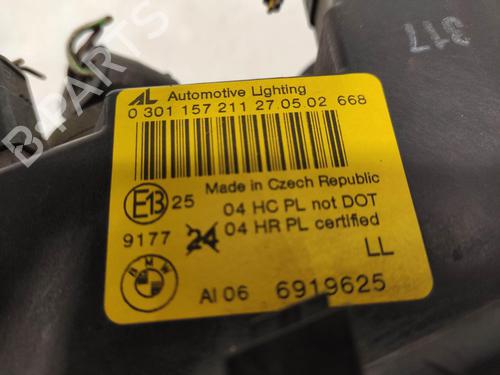 317
AL Automotive Lighting
0 301 157 211 27.05.02 668
Made in Czech Republic
E13 25 04 HC PL not DOT
9177 24 04 HR PL certified
LL
BMW
AI 06 6919625